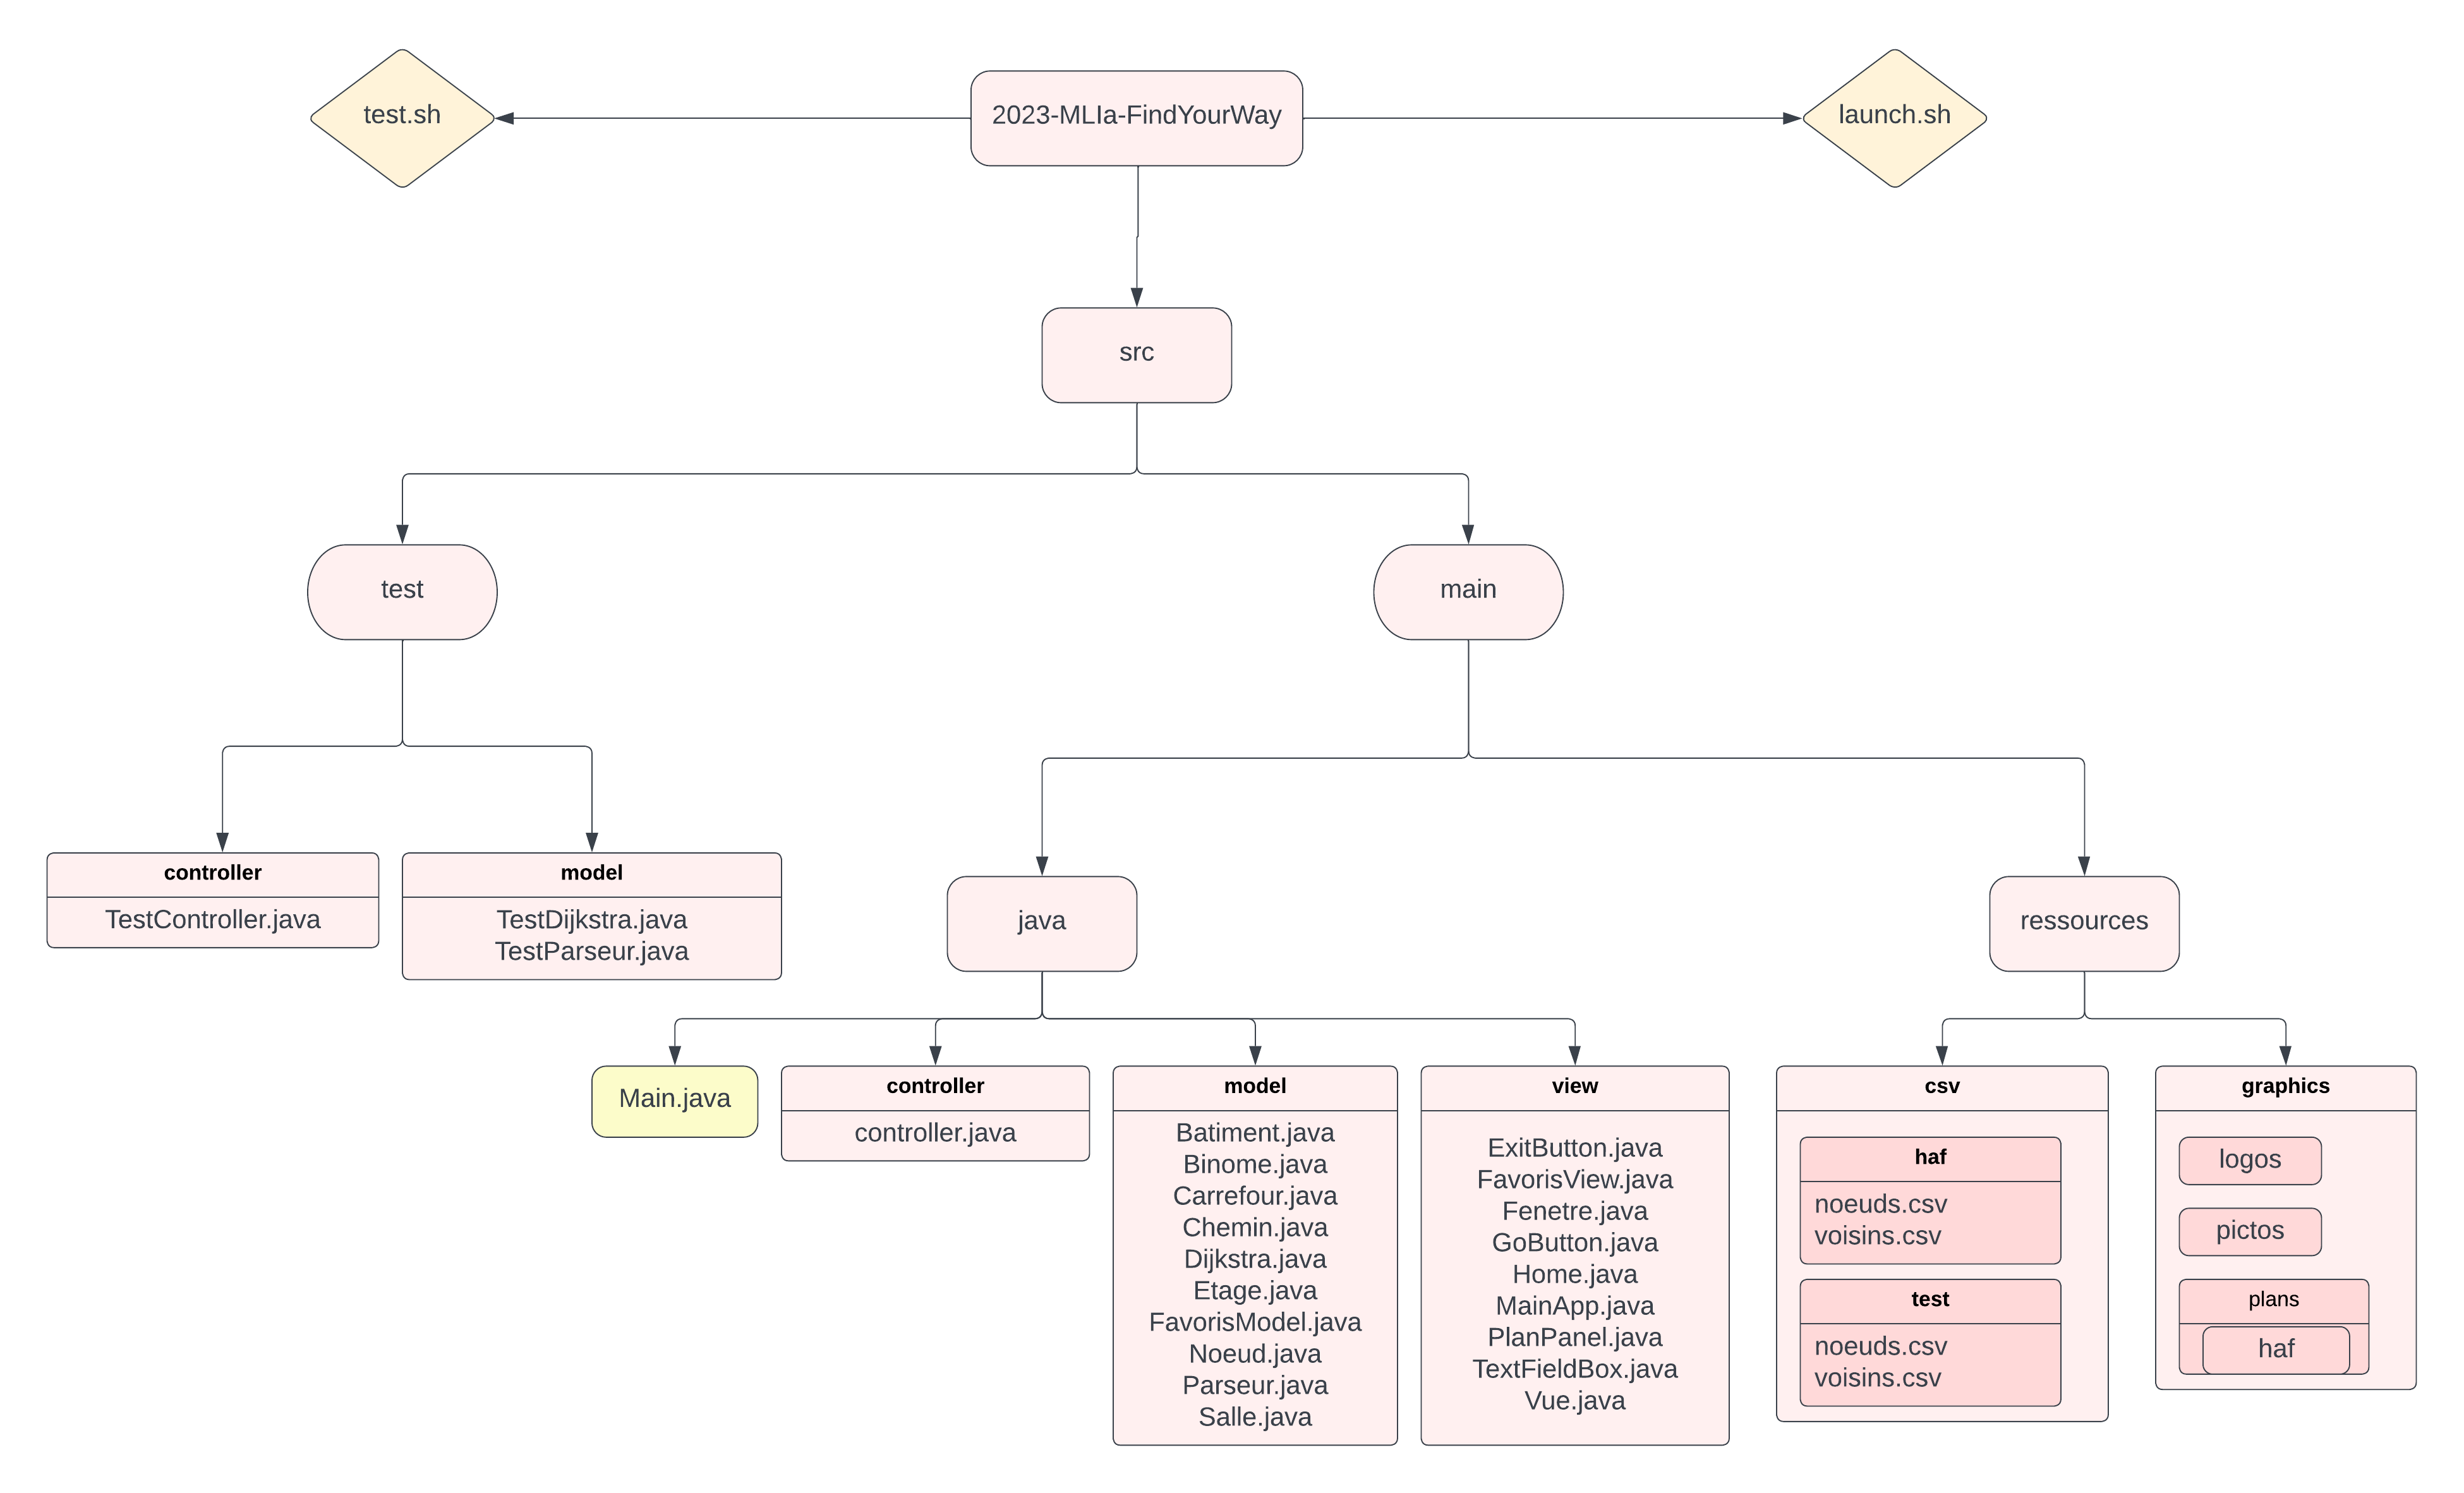 test.sh
2023-MLIa-FindYourWay
launch.sh
src
test
main
controller
TestController.java
model
TestDijkstra.java
TestParseur.java
java
ressources
Main.java
controller
controller.java
model
Batiment.java
Binome.java
Carrefour.java
Chemin.java
Dijkstra.java
Etage.java
FavorisModel.java
Noeud.java
Parseur.java
Salle.java
view
ExitButton.java
FavorisView.java
Fenetre.java
GoButton.java
Home.java
MainApp.java
PlanPanel.java
TextFieldBox.java
Vue.java
csv
haf
noeuds.csv
voisins.csv
test
noeuds.csv
voisins.csv
graphics
logos
pictos
plans
haf